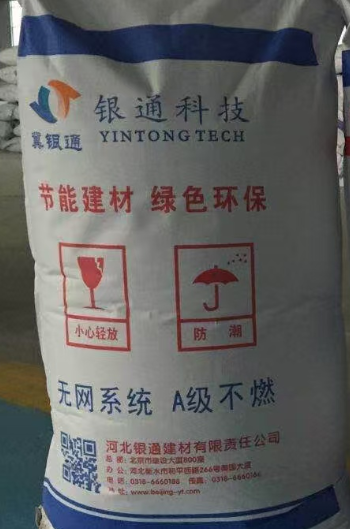 银通科技
YINTONG TECH
冀银通
节能建材 绿色环保
小心轻放
防 潮
无网系统 A级不燃
河北银通建材有限责任公司